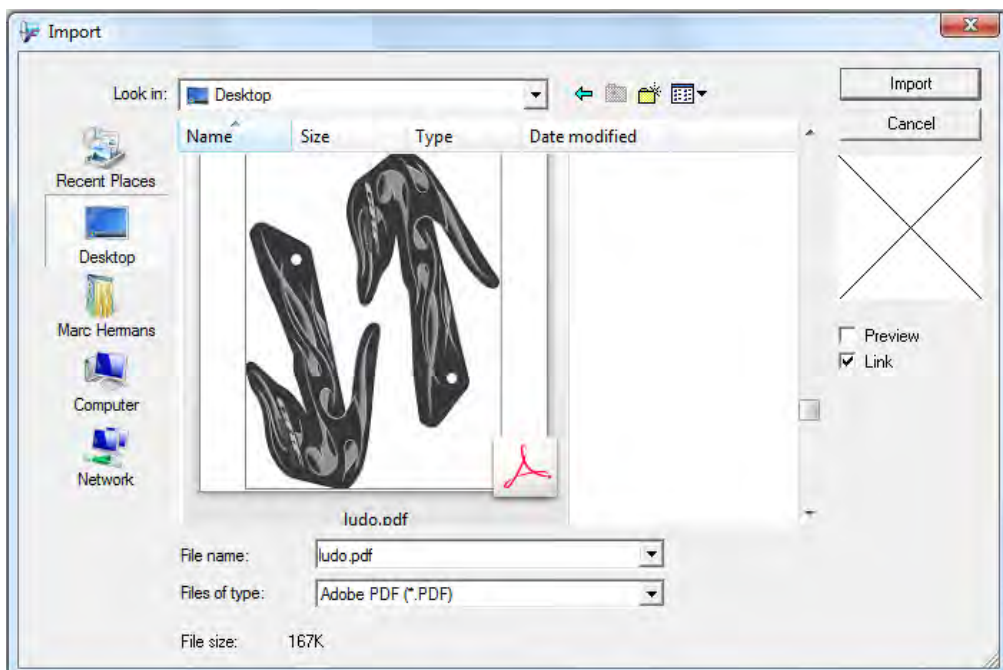 Import
Look in: Desktop
Import
Cancel
Name Size Type Date modified
Recent Places
Desktop
Marc Hermans
Computer
Network
Preview
Link
ludo.pdf
File name: ludo.pdf
Files of type: Adobe PDF (*.PDF)
File size: 167K